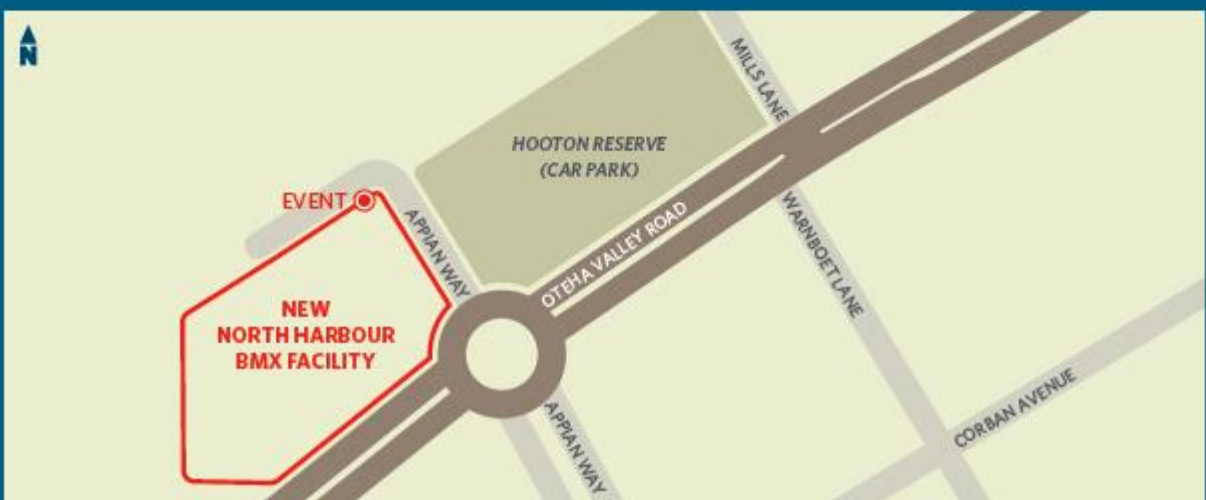 N
MILLS LANE
HOOTON RESERVE
(CAR PARK)
EVENT
APPIAN WAY
OTEHA VALLEY ROAD
WARNBOET LANE
NEW
NORTH HARBOUR
BMX FACILITY
CORBAN AVENUE
APPIAN WAY